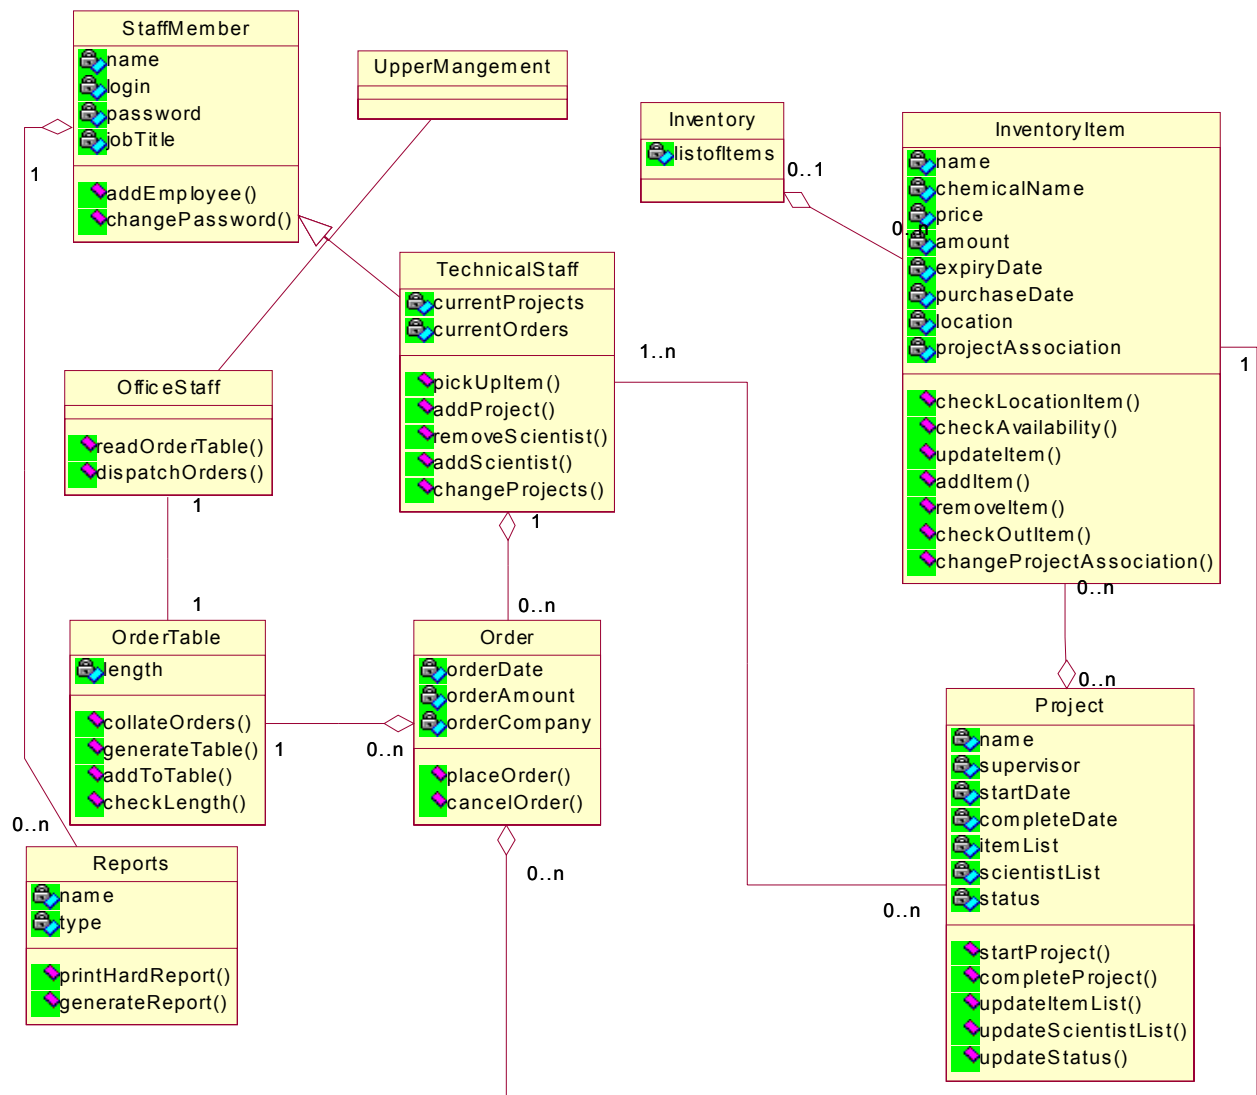 StaffMember
name
login
password
jobTitle
addEmployee()
changePassword()
UpperMangement
Inventory
listofItems
0..1
0..n
InventoryItem
name
chemicalName
price
amount
expiryDate
purchaseDate
location
projectAssociation
checkLocationItem()
checkAvailability()
updateItem()
addItem()
removeItem()
checkOutItem()
changeProjectAssociation()
1
1
TechnicalStaff
currentProjects
currentOrders
pickUpItem()
addProject()
removeScientist()
addScientist()
changeProjects()
1..n
OfficeStaff
readOrderTable()
dispatchOrders()
1
1
1
0..n
OrderTable
length
collateOrders()
generateTable()
addToTable()
checkLength()
1
0..n
Order
orderDate
orderAmount
orderCompany
placeOrder()
cancelOrder()
0..n
0..n
0..n
Project
name
supervisor
startDate
completeDate
itemList
scientistList
status
startProject()
completeProject()
updateItemList()
updateScientistList()
updateStatus()
0..n
0..n
Reports
name
type
printHardReport()
generateReport()